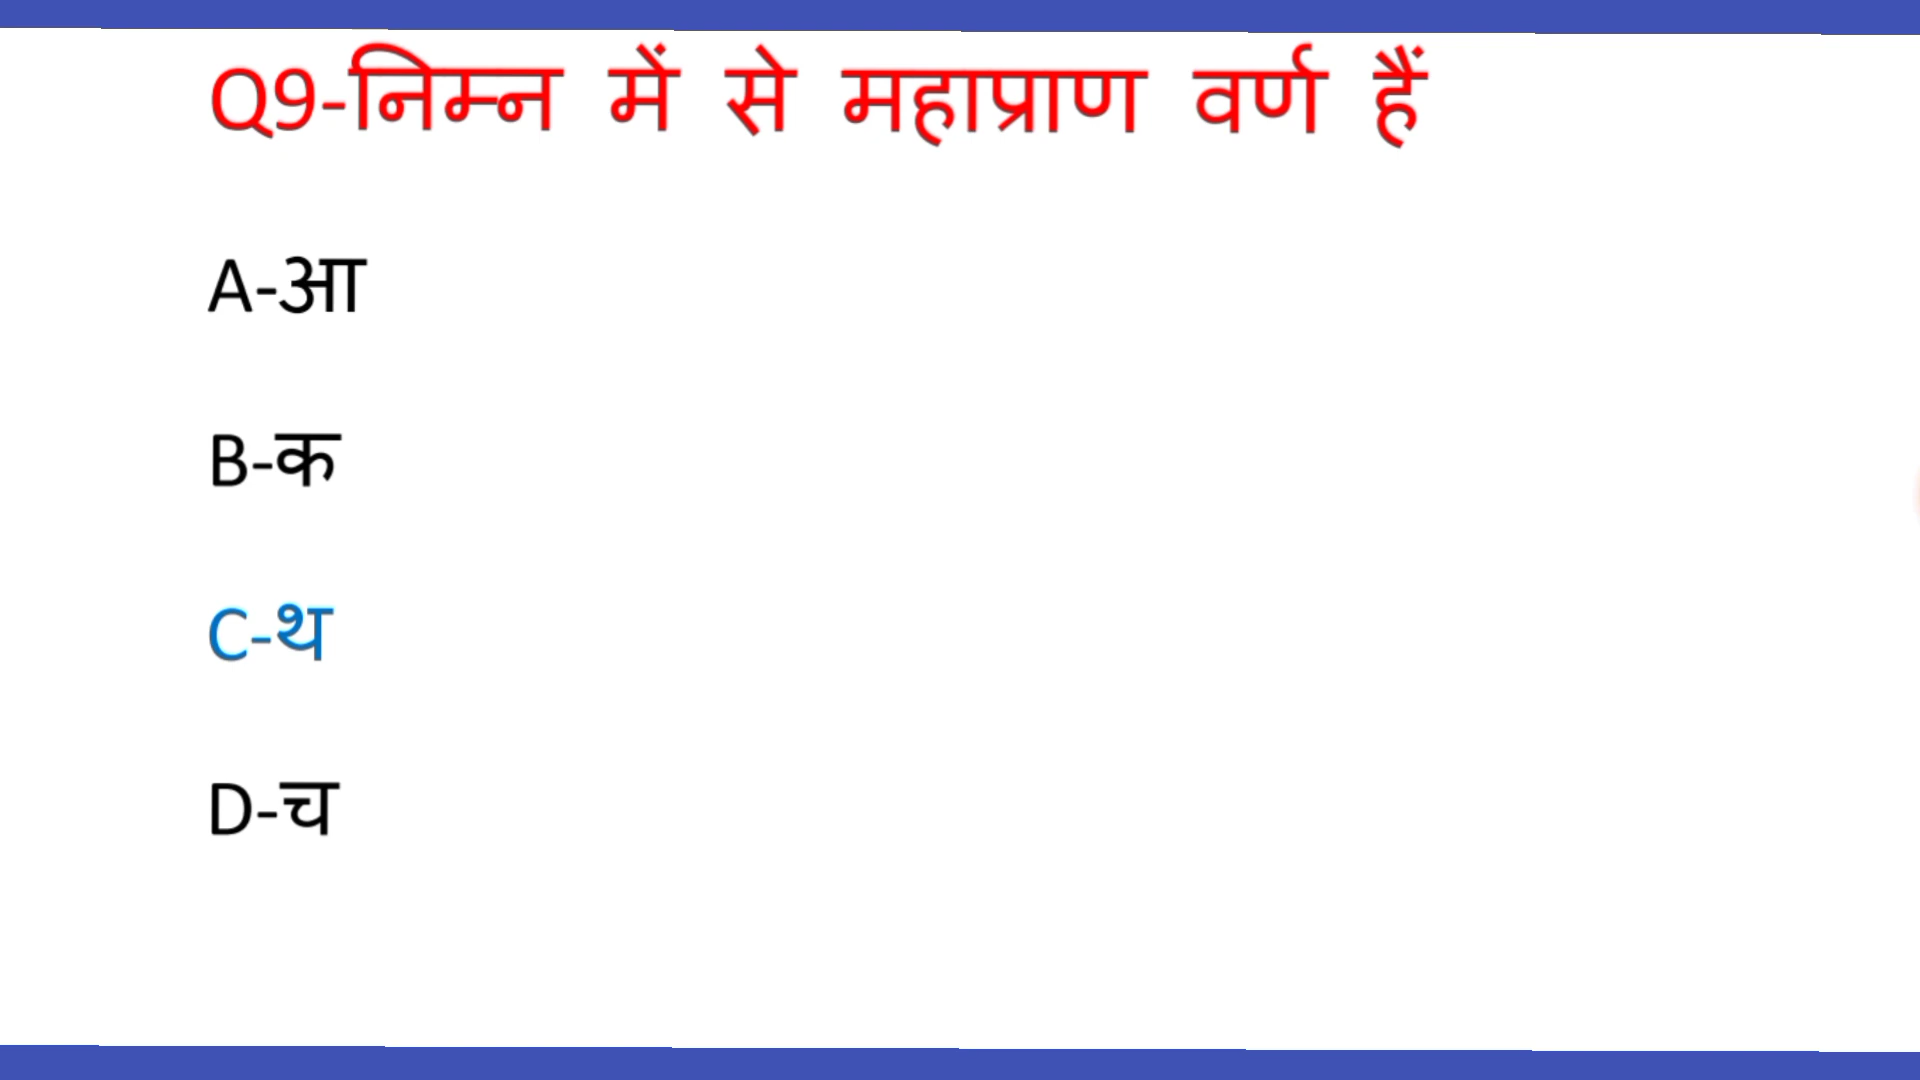 Q9-निम्न में से महाप्राण वर्ण हैं
A-आ
B-क
C-थ
D-च